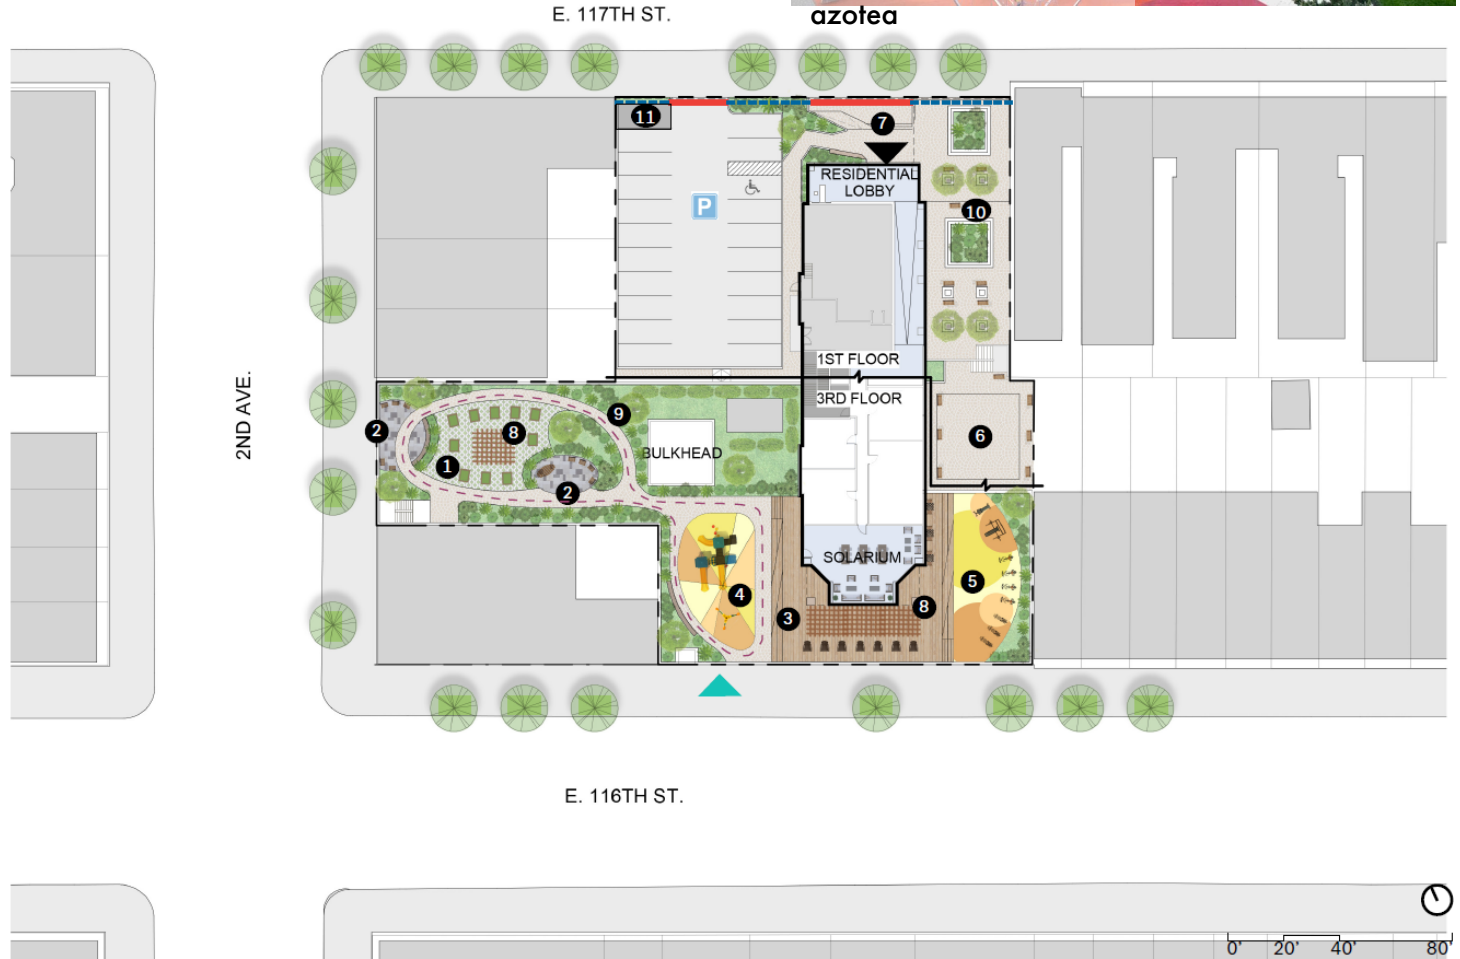 E. 117TH ST.
azotea
11
7
RESIDENTIAL
LOBBY
P
10
1ST FLOOR
3RD FLOOR
2ND AVE.
2
9
8
6
BULKHEAD
1
2
SOLARIUM
5
4
8
3
E. 116TH ST.
0' 20' 40' 80'